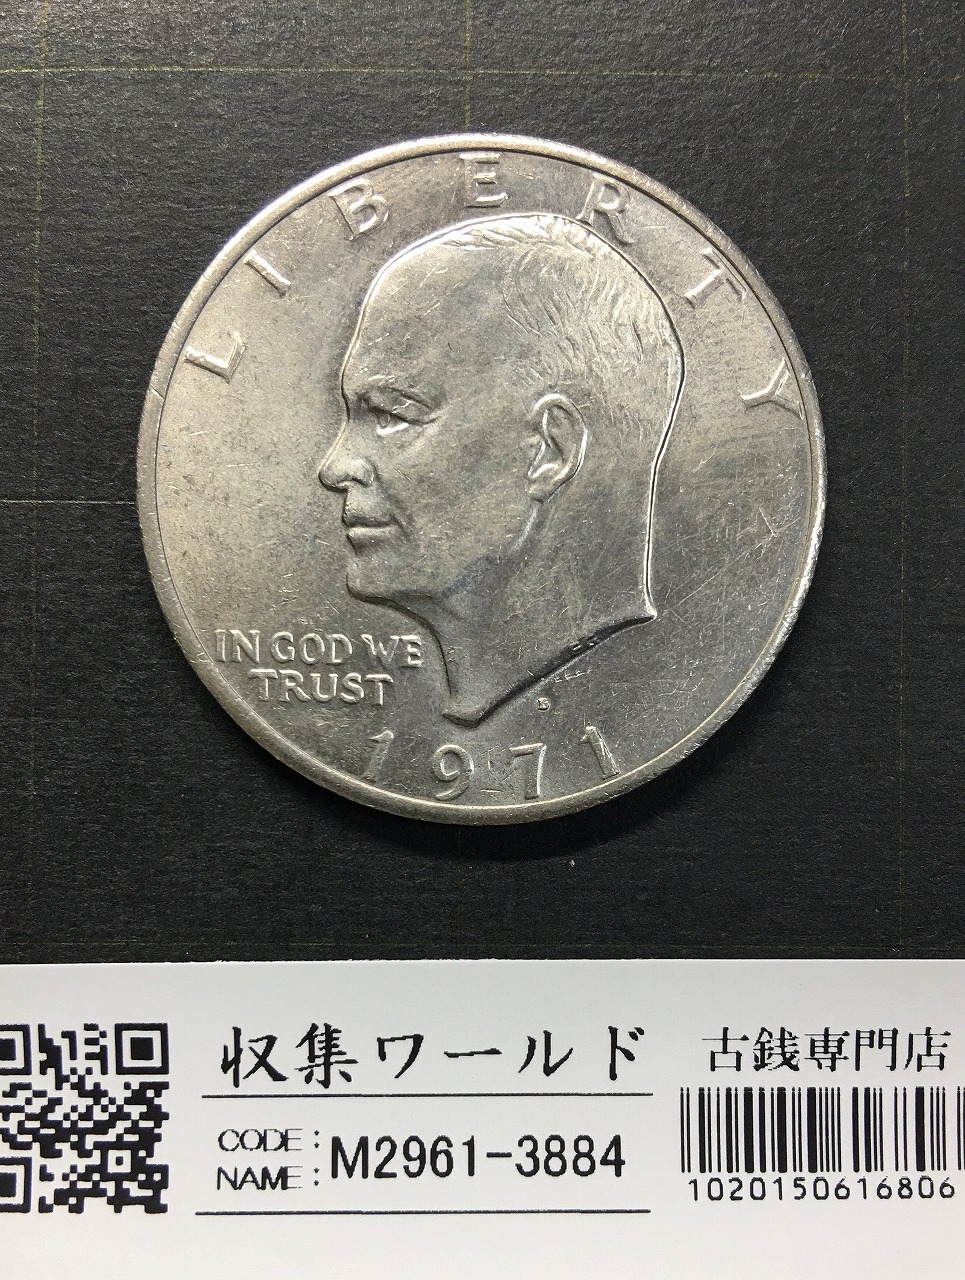 LIBERTY
IN GOD WE
TRUST
D
1971
収集ワールド
古銭専門店
CODE:
NAME: M2961-3884
1020150616806